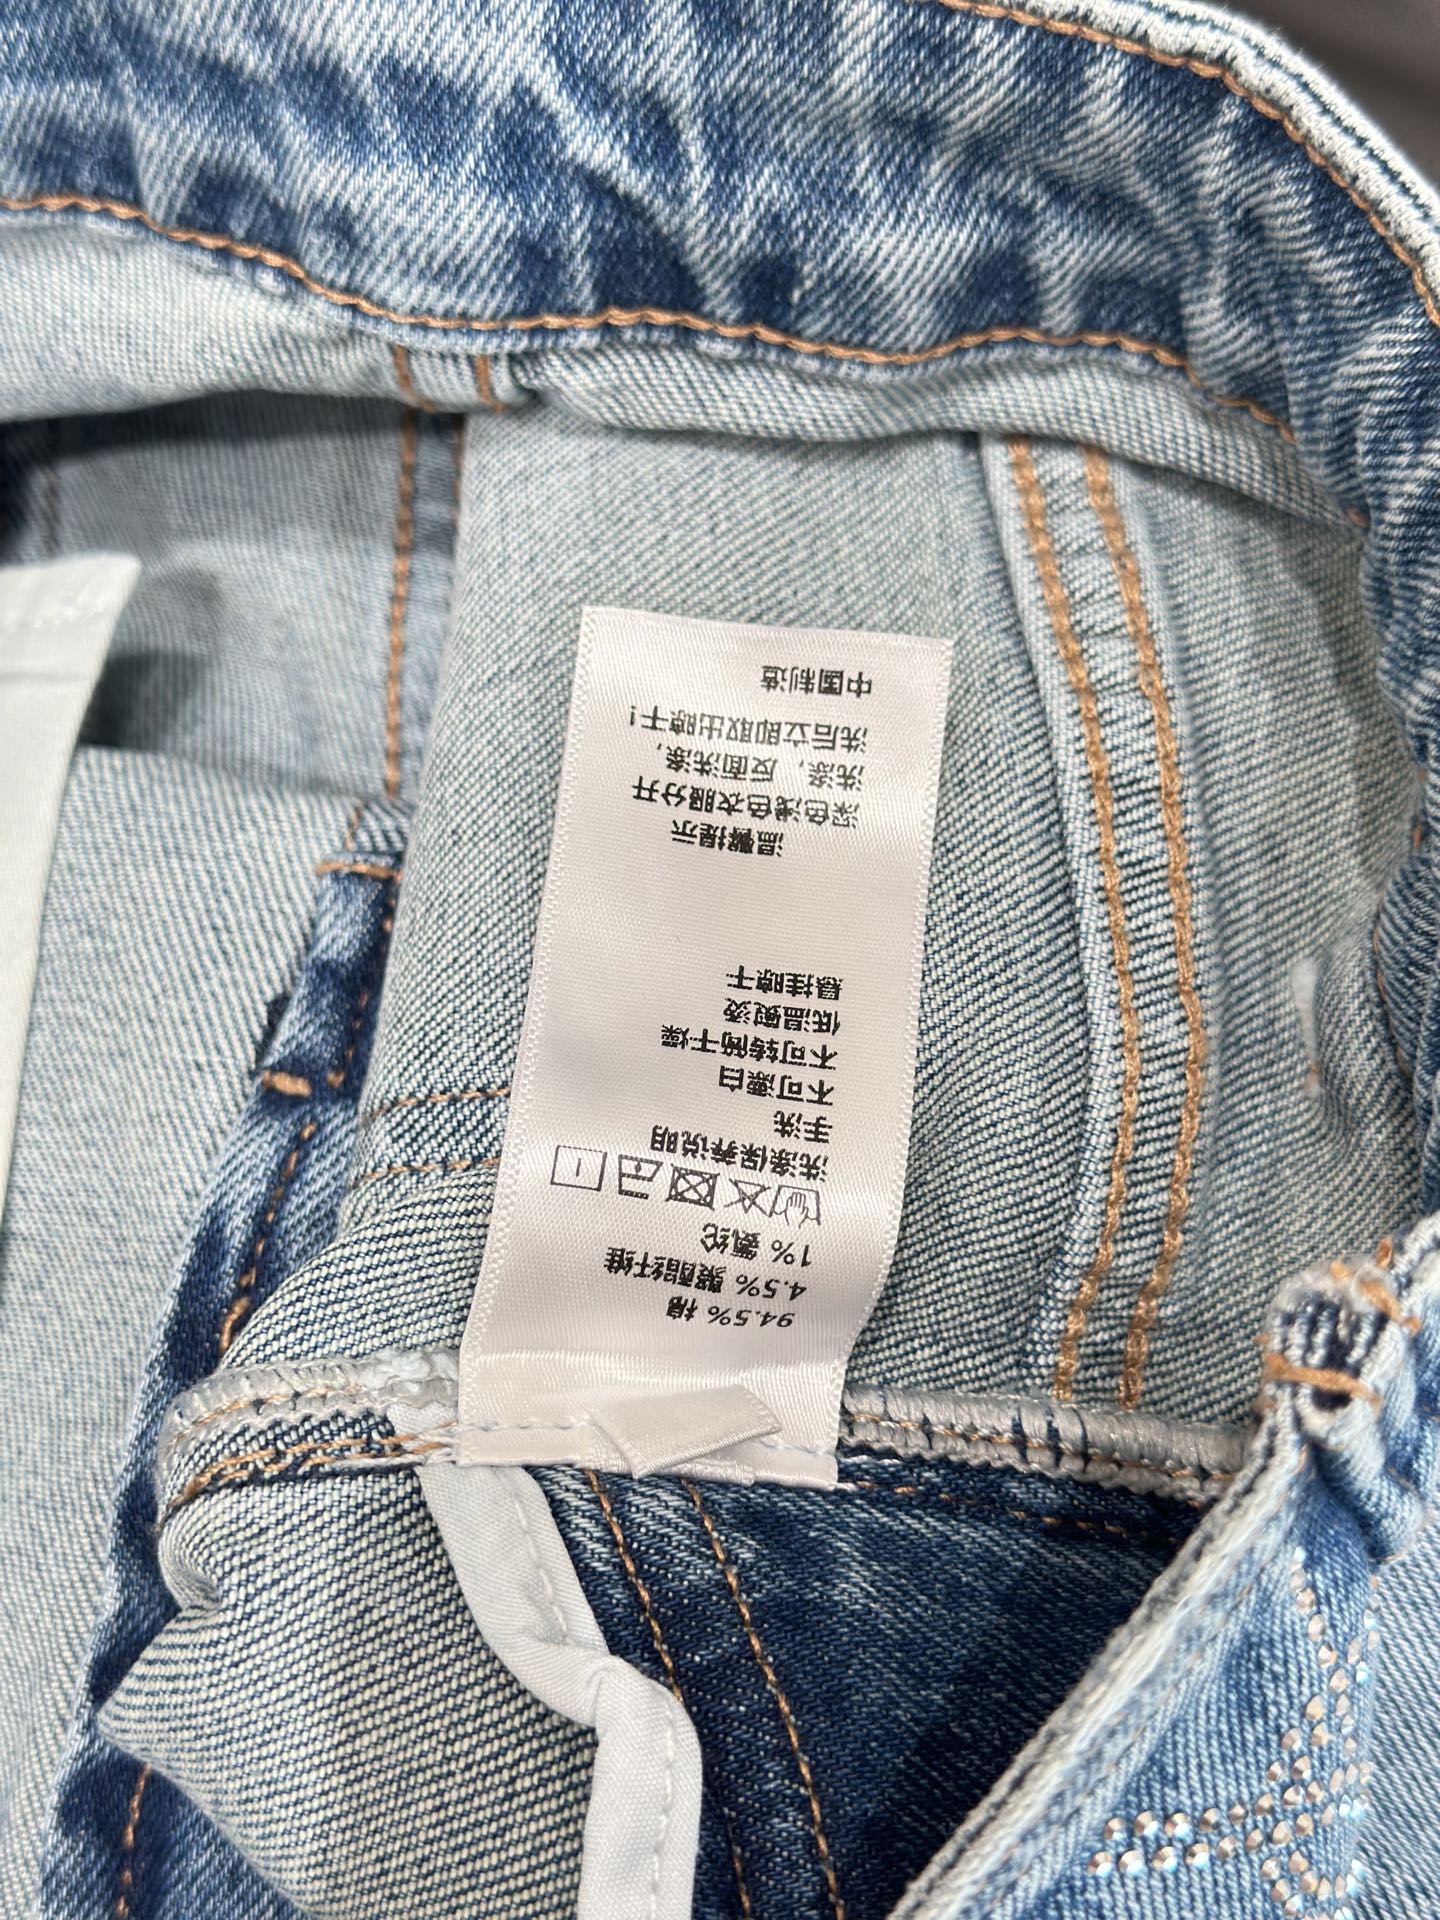 94.5% 棉
4.5% 聚酯纤维
1% 氨纶
洗涤保养说明
手洗
不可漂白
不可转筒干燥
低温熨烫
悬挂晾干
温馨提示
深色浅色衣服分开
洗涤，反面洗涤，
洗后立即取出晾干！
中国制造